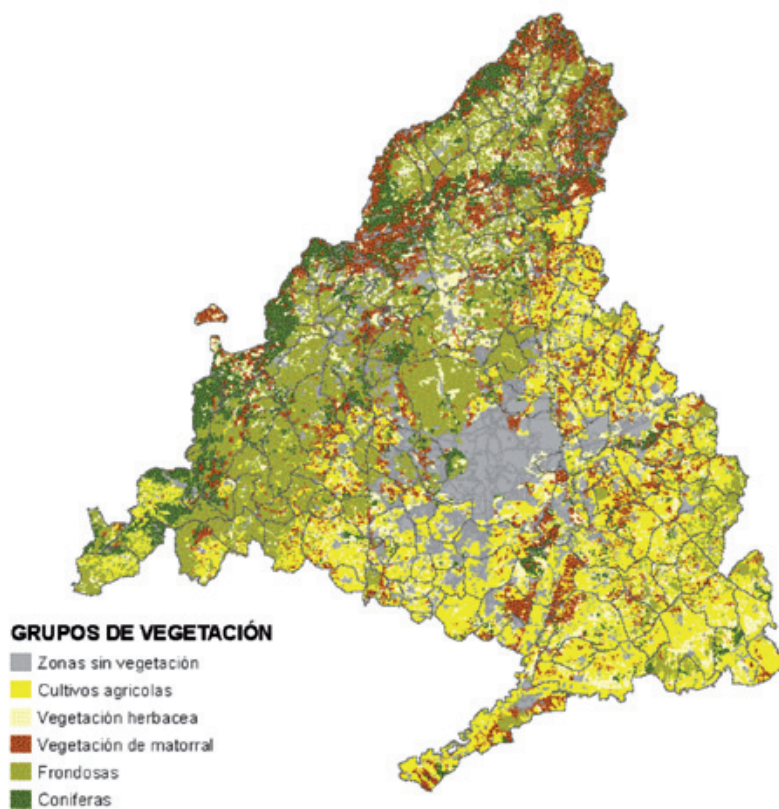 GRUPOS DE VEGETACIÓN
Zonas sin vegetación
Cultivos agricolas
Vegetación herbacea
Vegetación de matorral
Frondosas
Coniferas